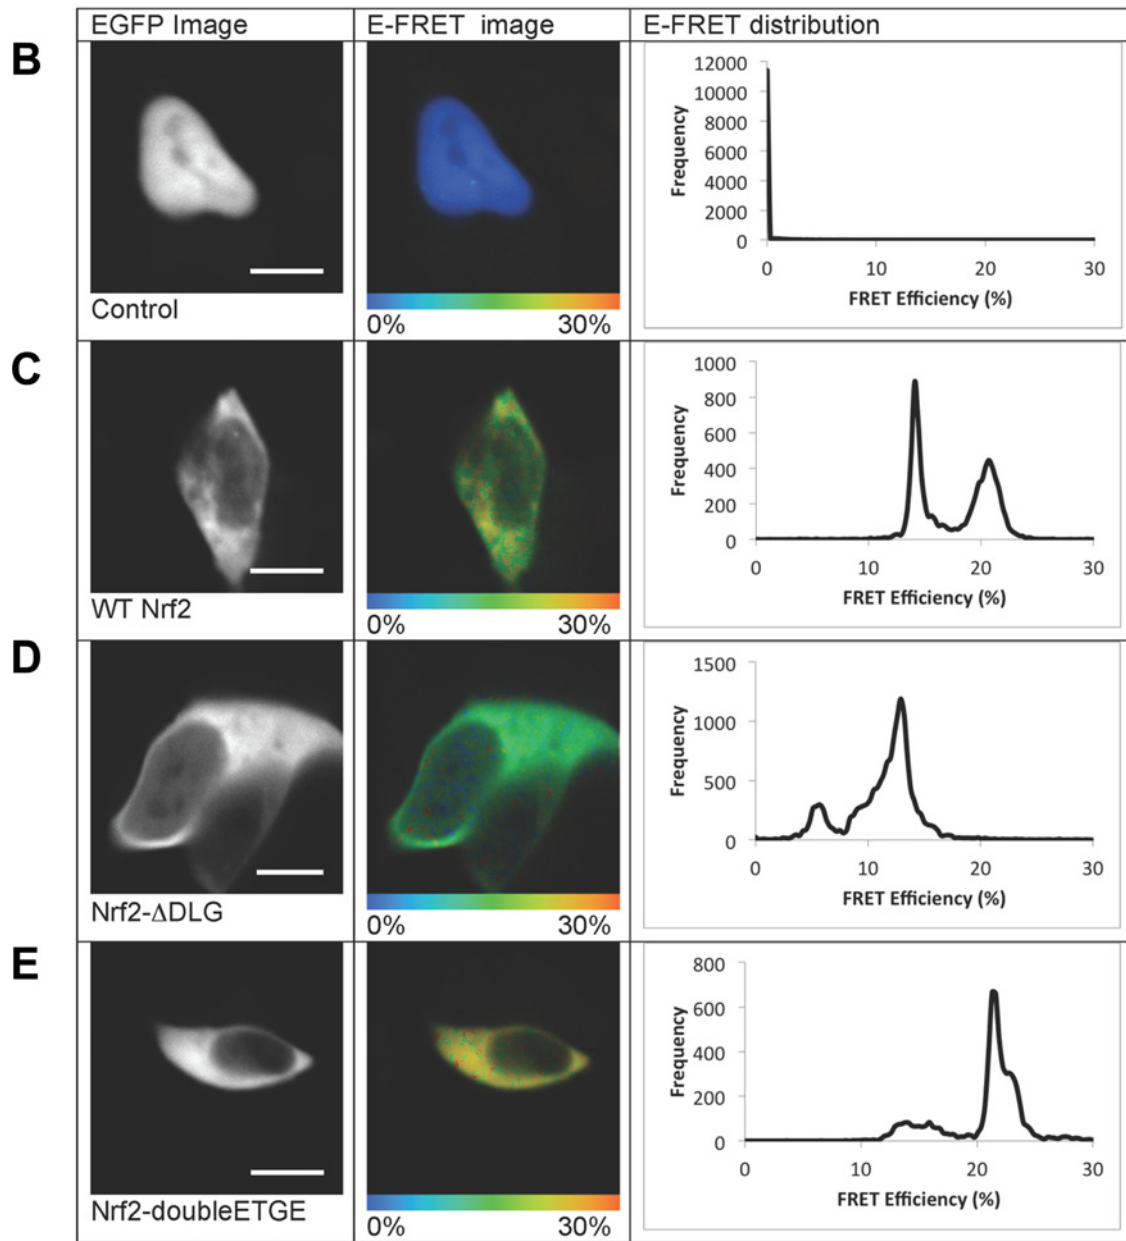 EGFP Image E-FRET image E-FRET distribution
B
12000
10000
8000
6000
4000
2000
0
Frequency
0 10 20 30
FRET Efficiency (%)
Control
0% 30%
C
1000
800
600
400
200
0
Frequency
0 10 20 30
FRET Efficiency (%)
WT Nrf2
0% 30%
D
1500
1000
500
0
Frequency
0 10 20 30
FRET Efficiency (%)
Nrf2-ΔDLG
0% 30%
E
800
600
400
200
0
Frequency
0 10 20 30
FRET Efficiency (%)
Nrf2-doubleETGE
0% 30%